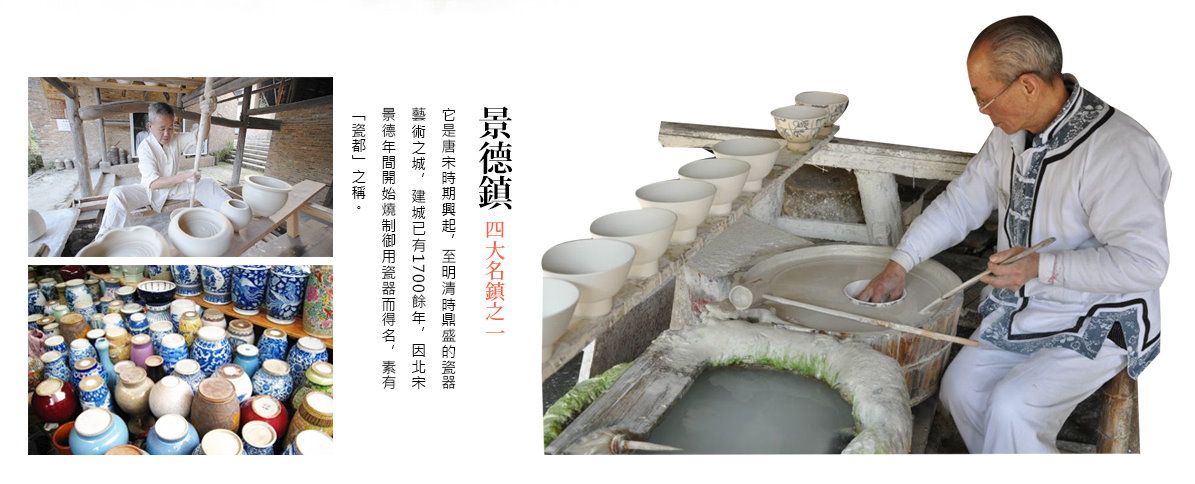 景德鎮 四大名鎮之一
它是唐宋時期興起，至明清時鼎盛的瓷器
藝術之城，建城已有1700餘年，因北宋
景德年間開始燒制御用瓷器而得名，素有
「瓷都」之稱。